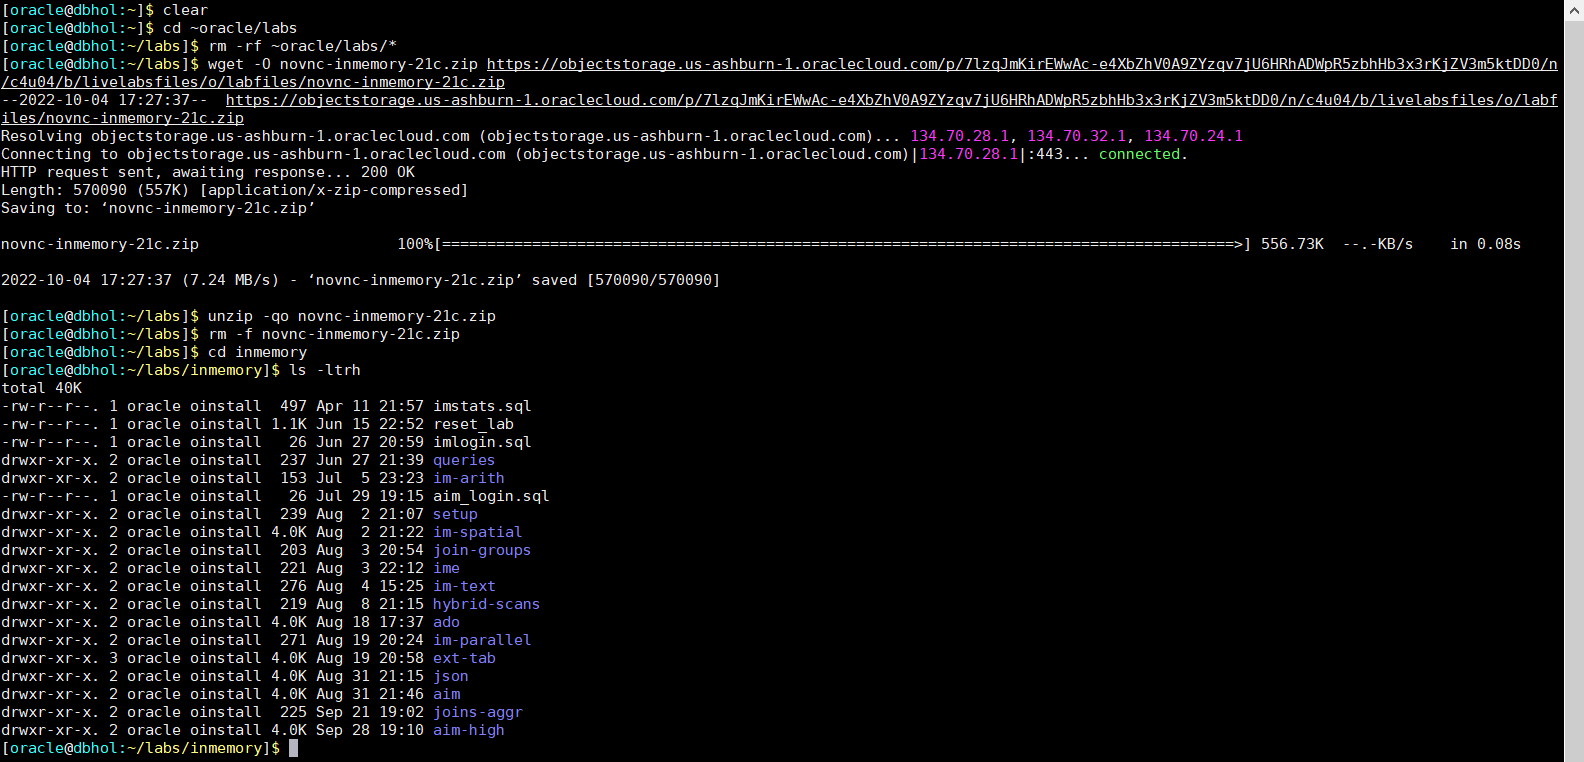 [oracle@dbhol:~]$ clear
[oracle@dbhol:~]$ cd ~oracle/labs
[oracle@dbhol:~/labs]$ rm -rf ~oracle/labs/*
[oracle@dbhol:~/labs]$ wget -O novnc-inmemory-21c.zip https://objectstorage.us-ashburn-1.oraclecloud.com/p/7lzqJmKirEWwAc-e4XbZhV0A9ZYzqv7jU6HRhADWpR5zbhHb3x3rKjZV3m5ktDD0/n
/c4u04/b/livelabsfiles/o/labfiles/novnc-inmemory-21c.zip
--2022-10-04 17:27:37--  https://objectstorage.us-ashburn-1.oraclecloud.com/p/7lzqJmKirEWwAc-e4XbZhV0A9ZYzqv7jU6HRhADWpR5zbhHb3x3rKjZV3m5ktDD0/n/c4u04/b/livelabsfiles/o/labf
iles/novnc-inmemory-21c.zip
Resolving objectstorage.us-ashburn-1.oraclecloud.com (objectstorage.us-ashburn-1.oraclecloud.com)... 134.70.28.1, 134.70.32.1, 134.70.24.1
Connecting to objectstorage.us-ashburn-1.oraclecloud.com (objectstorage.us-ashburn-1.oraclecloud.com)|134.70.28.1|:443... connected.
HTTP request sent, awaiting response... 200 OK
Length: 570090 (557K) [application/x-zip-compressed]
Saving to: ‘novnc-inmemory-21c.zip’
novnc-inmemory-21c.zip                      100%[========================================================================================>] 556.73K  --.-KB/s    in 0.08s
2022-10-04 17:27:37 (7.24 MB/s) - ‘novnc-inmemory-21c.zip’ saved [570090/570090]
[oracle@dbhol:~/labs]$ unzip -qo novnc-inmemory-21c.zip
[oracle@dbhol:~/labs]$ rm -f novnc-inmemory-21c.zip
[oracle@dbhol:~/labs]$ cd inmemory
[oracle@dbhol:~/labs/inmemory]$ ls -ltrh
total 40K
-rw-r--r--. 1 oracle oinstall  497 Apr 11 21:57 imstats.sql
-rw-r--r--. 1 oracle oinstall 1.1K Jun 15 22:52 reset_lab
-rw-r--r--. 1 oracle oinstall   26 Jun 27 20:59 imlogin.sql
drwxr-xr-x. 2 oracle oinstall  237 Jun 27 21:39 queries
drwxr-xr-x. 2 oracle oinstall  153 Jul  5 23:23 im-arith
-rw-r--r--. 1 oracle oinstall   26 Jul 29 19:15 aim_login.sql
drwxr-xr-x. 2 oracle oinstall  239 Aug  2 21:07 setup
drwxr-xr-x. 2 oracle oinstall 4.0K Aug  2 21:22 im-spatial
drwxr-xr-x. 2 oracle oinstall  203 Aug  3 20:54 join-groups
drwxr-xr-x. 2 oracle oinstall  221 Aug  3 22:12 ime
drwxr-xr-x. 2 oracle oinstall  276 Aug  4 15:25 im-text
drwxr-xr-x. 2 oracle oinstall  219 Aug  8 21:15 hybrid-scans
drwxr-xr-x. 2 oracle oinstall 4.0K Aug 18 17:37 ado
drwxr-xr-x. 2 oracle oinstall  271 Aug 19 20:24 im-parallel
drwxr-xr-x. 3 oracle oinstall 4.0K Aug 19 20:58 ext-tab
drwxr-xr-x. 2 oracle oinstall 4.0K Aug 31 21:15 json
drwxr-xr-x. 2 oracle oinstall 4.0K Aug 31 21:46 aim
drwxr-xr-x. 2 oracle oinstall  225 Sep 21 19:02 joins-aggr
drwxr-xr-x. 2 oracle oinstall 4.0K Sep 28 19:10 aim-high
[oracle@dbhol:~/labs/inmemory]$